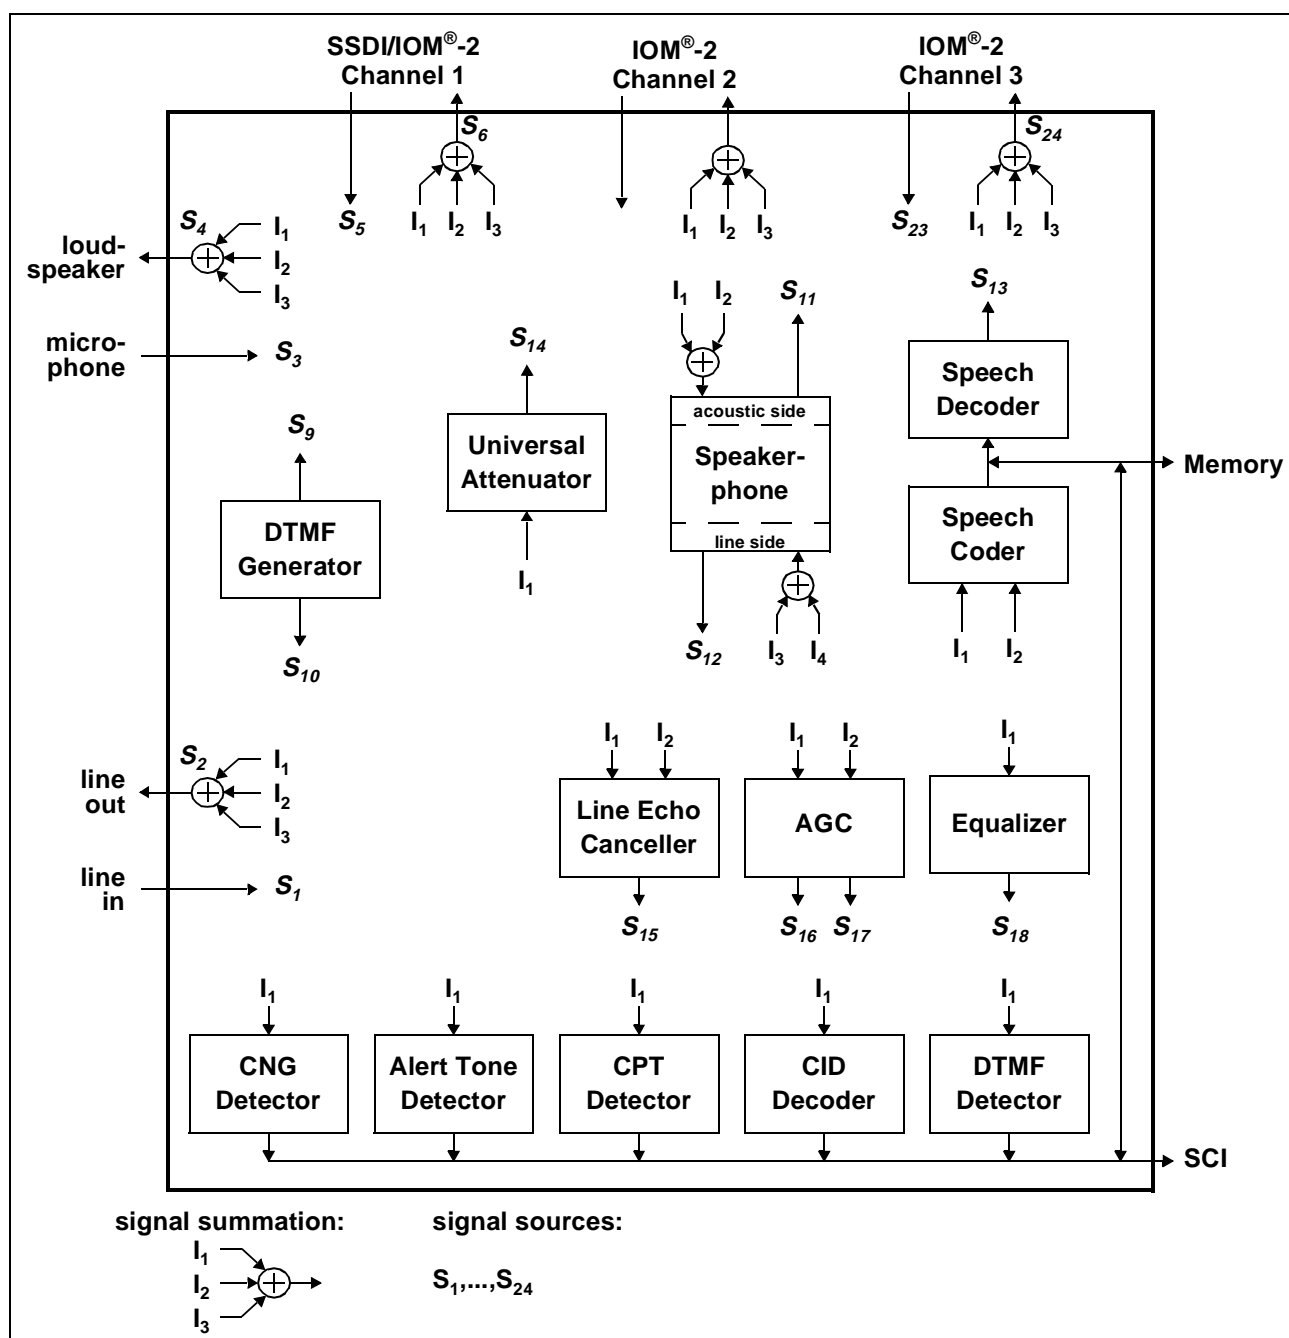 SSDI/IOM®-2
Channel 1
IOM®-2
Channel 2
IOM®-2
Channel 3
S6
S24
I1 I2 I3
I1 I2 I3
I1 I2 I3
S5
S23
S4
I1
I2
I3
loud-
speaker
micro-
phone
S3
I1 I2
S11
S13
S14
S9
acoustic side
Speaker-
phone
line side
Universal
Attenuator
I1
Speech
Decoder
Memory
Speech
Coder
DTMF
Generator
S10
S12
I3 I4
I1 I2
S2
I1
I2
I3
line
out
line
in
S1
I1 I2
I1 I2
I1
Line Echo
Canceller
AGC
Equalizer
S15
S16 S17
S18
I1
I1
I1
I1
I1
CNG
Detector
Alert Tone
Detector
CPT
Detector
CID
Decoder
DTMF
Detector
SCI
signal summation:
signal sources:
I1
I2
I3
S1,...,S24